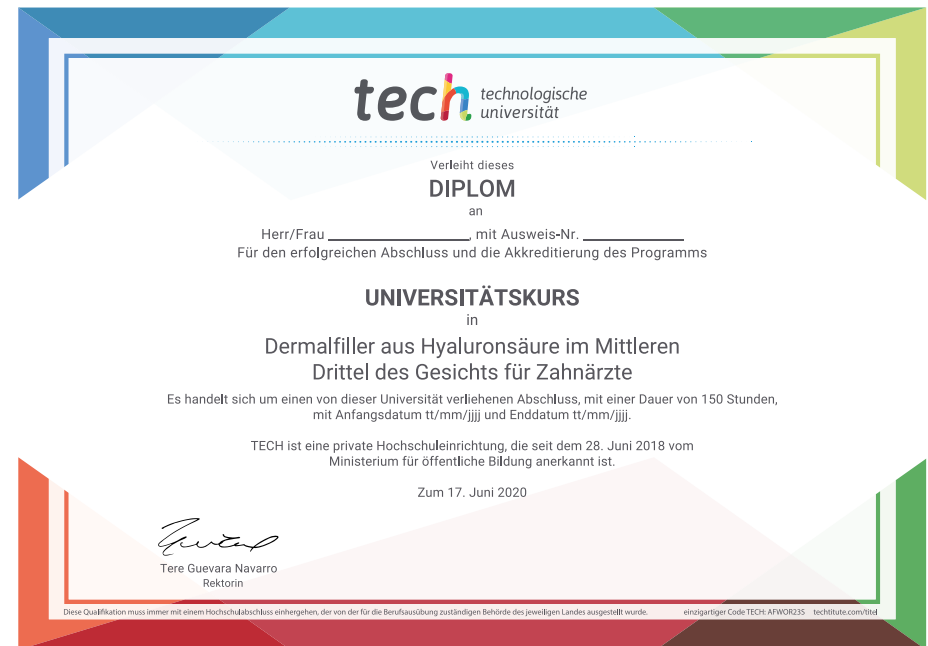 tech technologische
universität
Verleiht dieses
DIPLOM
an
Herr/Frau ____________, mit Ausweis-Nr. ____________
Für den erfolgreichen Abschluss und die Akkreditierung des Programms
UNIVERSITÄTSKURS
in
Dermalfiller aus Hyaluronsäure im Mittleren
Drittel des Gesichts für Zahnärzte
Es handelt sich um einen von dieser Universität verliehenen Abschluss, mit einer Dauer von 150 Stunden,
mit Anfangsdatum tt/mm/jjjj und Enddatum tt/mm/jjjj.
TECH ist eine private Hochschuleinrichtung, die seit dem 28. Juni 2018 vom
Ministerium für öffentliche Bildung anerkannt ist.
Zum 17. Juni 2020
Tere Guevara Navarro
Rektorin
Diese Qualifikation muss immer mit einem Hochschulabschluss einhergehen, der von der für die Berufsausübung zuständigen Behörde des jeweiligen Landes ausgestellt wurde. einzigartiger Code TECH: AFWOR23S techtitute.com/titel